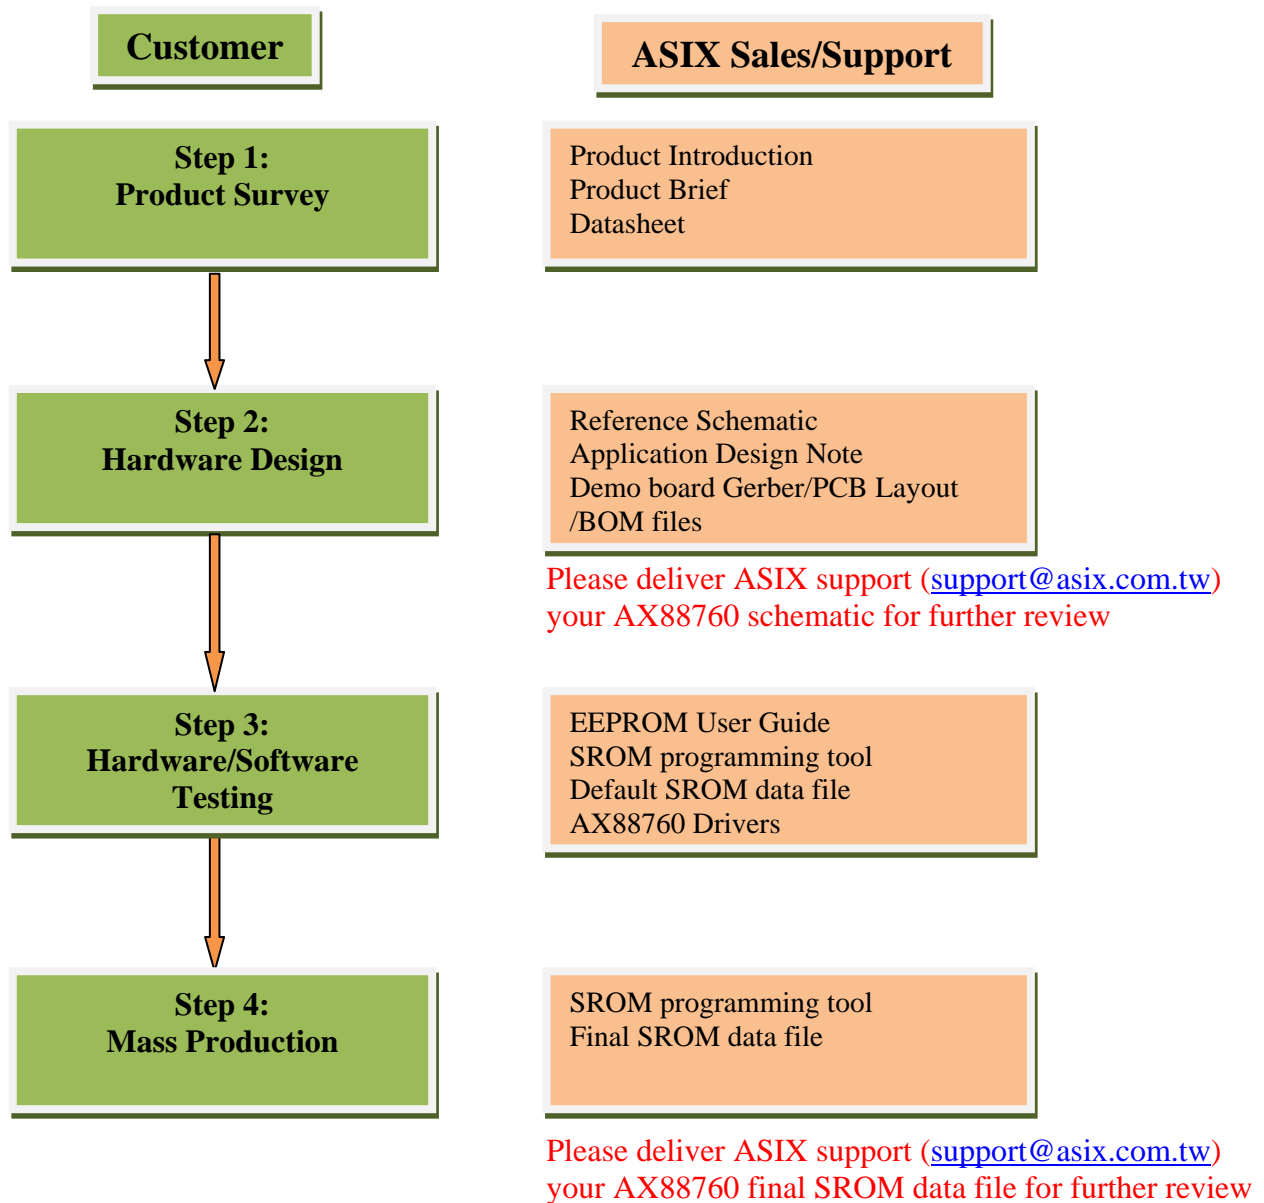 Customer
ASIX Sales/Support
Step 1:
Product Survey
Product Introduction
Product Brief
Datasheet
Step 2:
Hardware Design
Reference Schematic
Application Design Note
Demo board Gerber/PCB Layout
/BOM files
Please deliver ASIX support (support@asix.com.tw)
your AX88760 schematic for further review
Step 3:
Hardware/Software
Testing
EEPROM User Guide
SROM programming tool
Default SROM data file
AX88760 Drivers
Step 4:
Mass Production
SROM programming tool
Final SROM data file
Please deliver ASIX support (support@asix.com.tw)
your AX88760 final SROM data file for further review